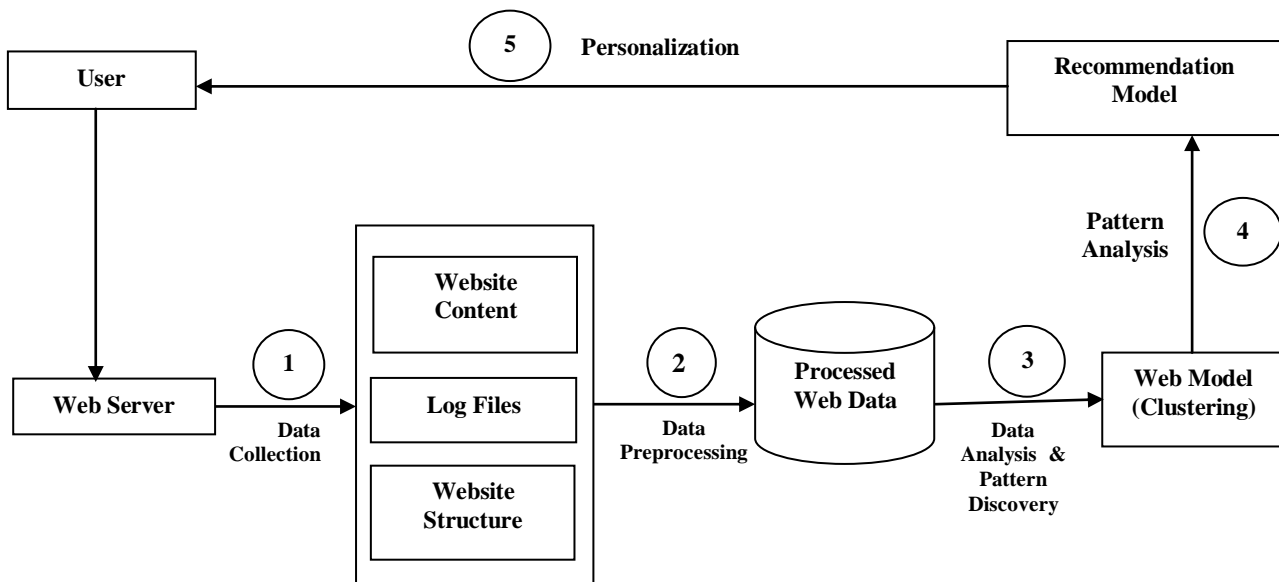 5
Personalization
User
Recommendation
Model
Pattern
Analysis
4
Website
Content
1
2
3
Web Server
Log Files
Processed
Web Data
Web Model
(Clustering)
Data
Collection
Data
Preprocessing
Data
Analysis &
Pattern
Discovery
Website
Structure